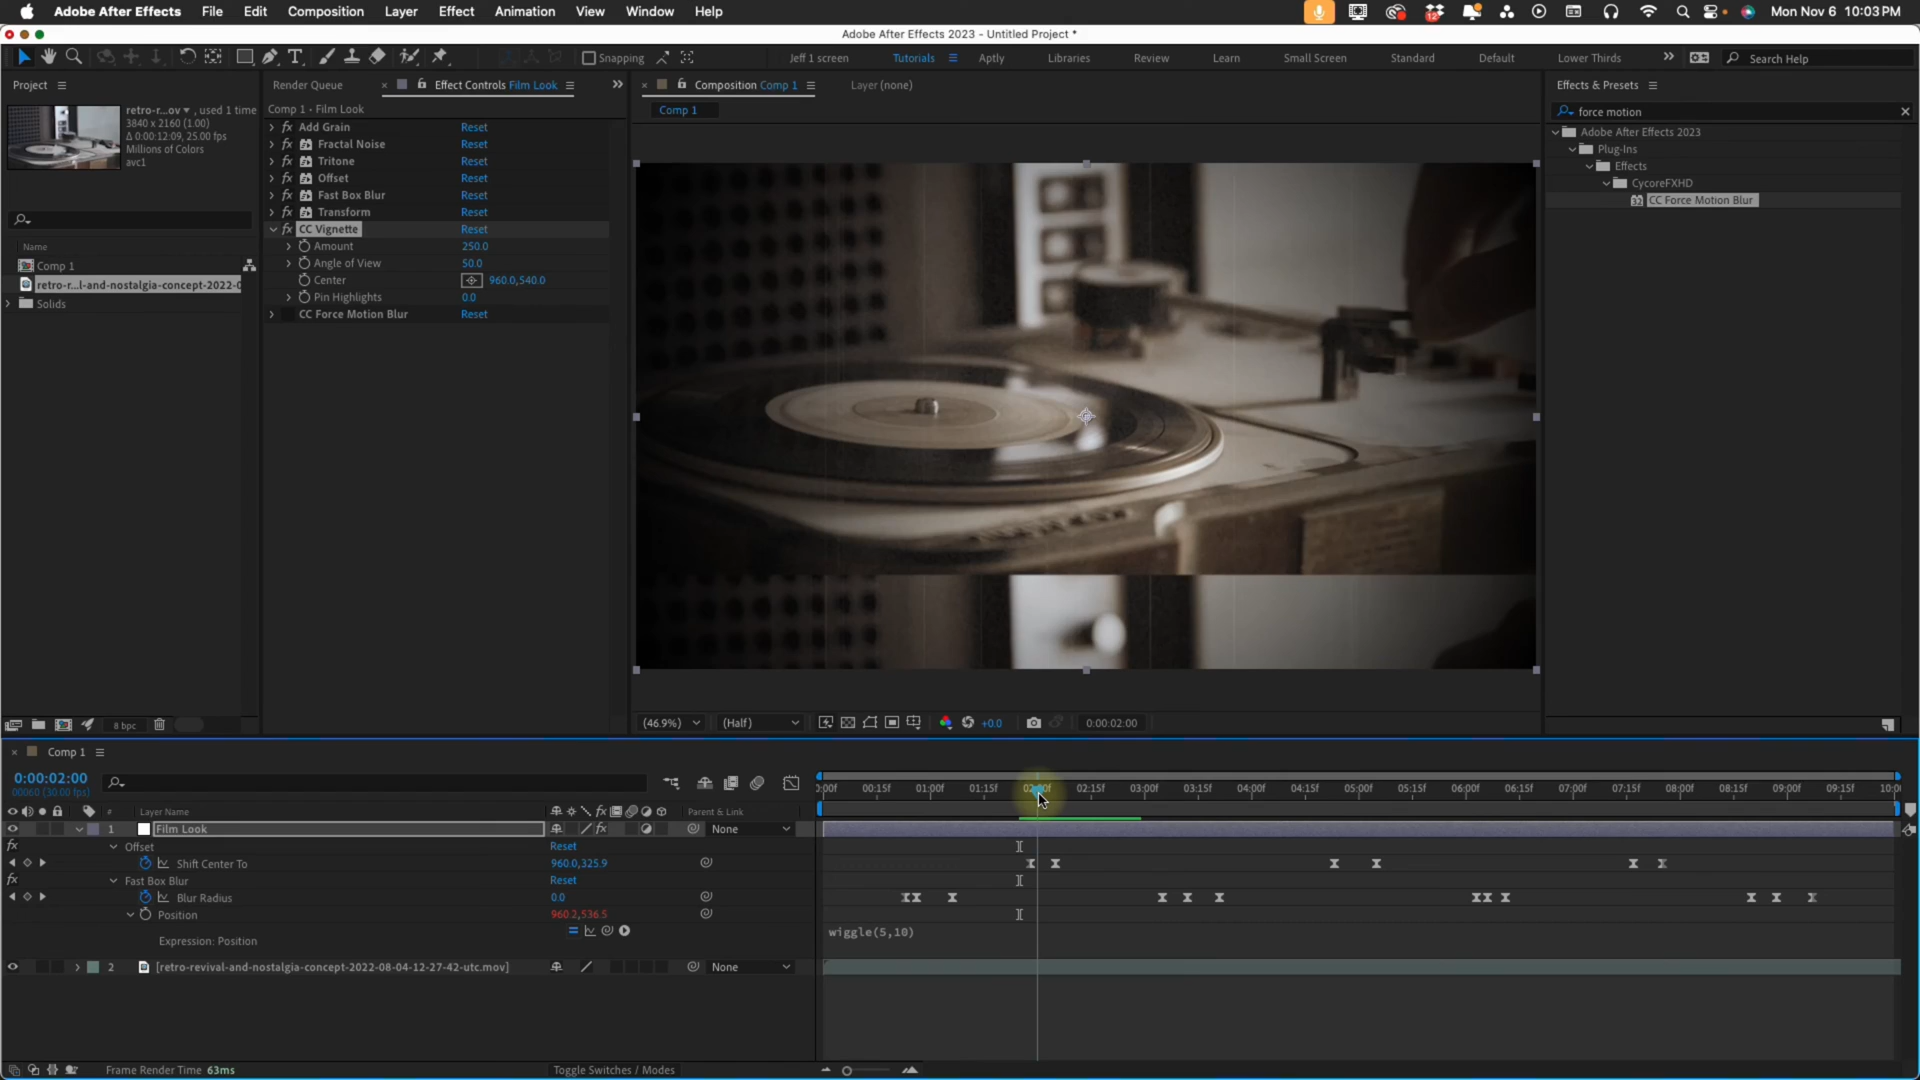 Adobe After Effects File Edit Composition Layer Effect Animation View Window Help Mon Nov 6 10:03 PM
Adobe After Effects 2023 - Untitled Project *
Snapping Jeff 1 screen Tutorials Aptly Libraries Review Learn Small Screen Standard Default Lower Thirds Search Help
Project
retro-r...ov, used 1 time
3840 x 2160 (1.00)
Δ 0:00:12:09, 25.00 fps
Millions of Colors
avc1
Name
Comp 1
retro-r...l-and-nostalgia-concept-2022-0
Solids
8 bpc
Render Queue Effect Controls Film Look
Comp 1 • Film Look
fx Add Grain Reset
fx Fractal Noise Reset
fx Tritone Reset
fx Offset Reset
fx Fast Box Blur Reset
fx Transform Reset
fx CC Vignette Reset
Amount 250.0
Angle of View 50.0
Center 960.0,540.0
Pin Highlights 0.0
CC Force Motion Blur Reset
Composition Comp 1 Layer (none)
Comp 1
(46.9%) (Half) +0.0 0:00:02:00
Effects & Presets
force motion
Adobe After Effects 2023
Plug-Ins
Effects
CycoreFXHD
32 CC Force Motion Blur
Comp 1
0:00:02:00
00060 (30.00 fps)
# Layer Name fx Parent & Link
1 Film Look fx None
fx Offset Reset
Shift Center To 960.0,325.9
fx Fast Box Blur Reset
Blur Radius 0.0
Position 960.2,536.5
Expression: Position
2 [retro-revival-and-nostalgia-concept-2022-08-04-12-27-42-utc.mov] None
00:15f 01:00f 01:15f 02:00f 02:15f 03:00f 03:15f 04:00f 04:15f 05:00f 05:15f 06:00f 06:15f 07:00f 07:15f 08:00f 08:15f 09:00f 09:15f
wiggle(5,10)
Frame Render Time 63ms Toggle Switches / Modes